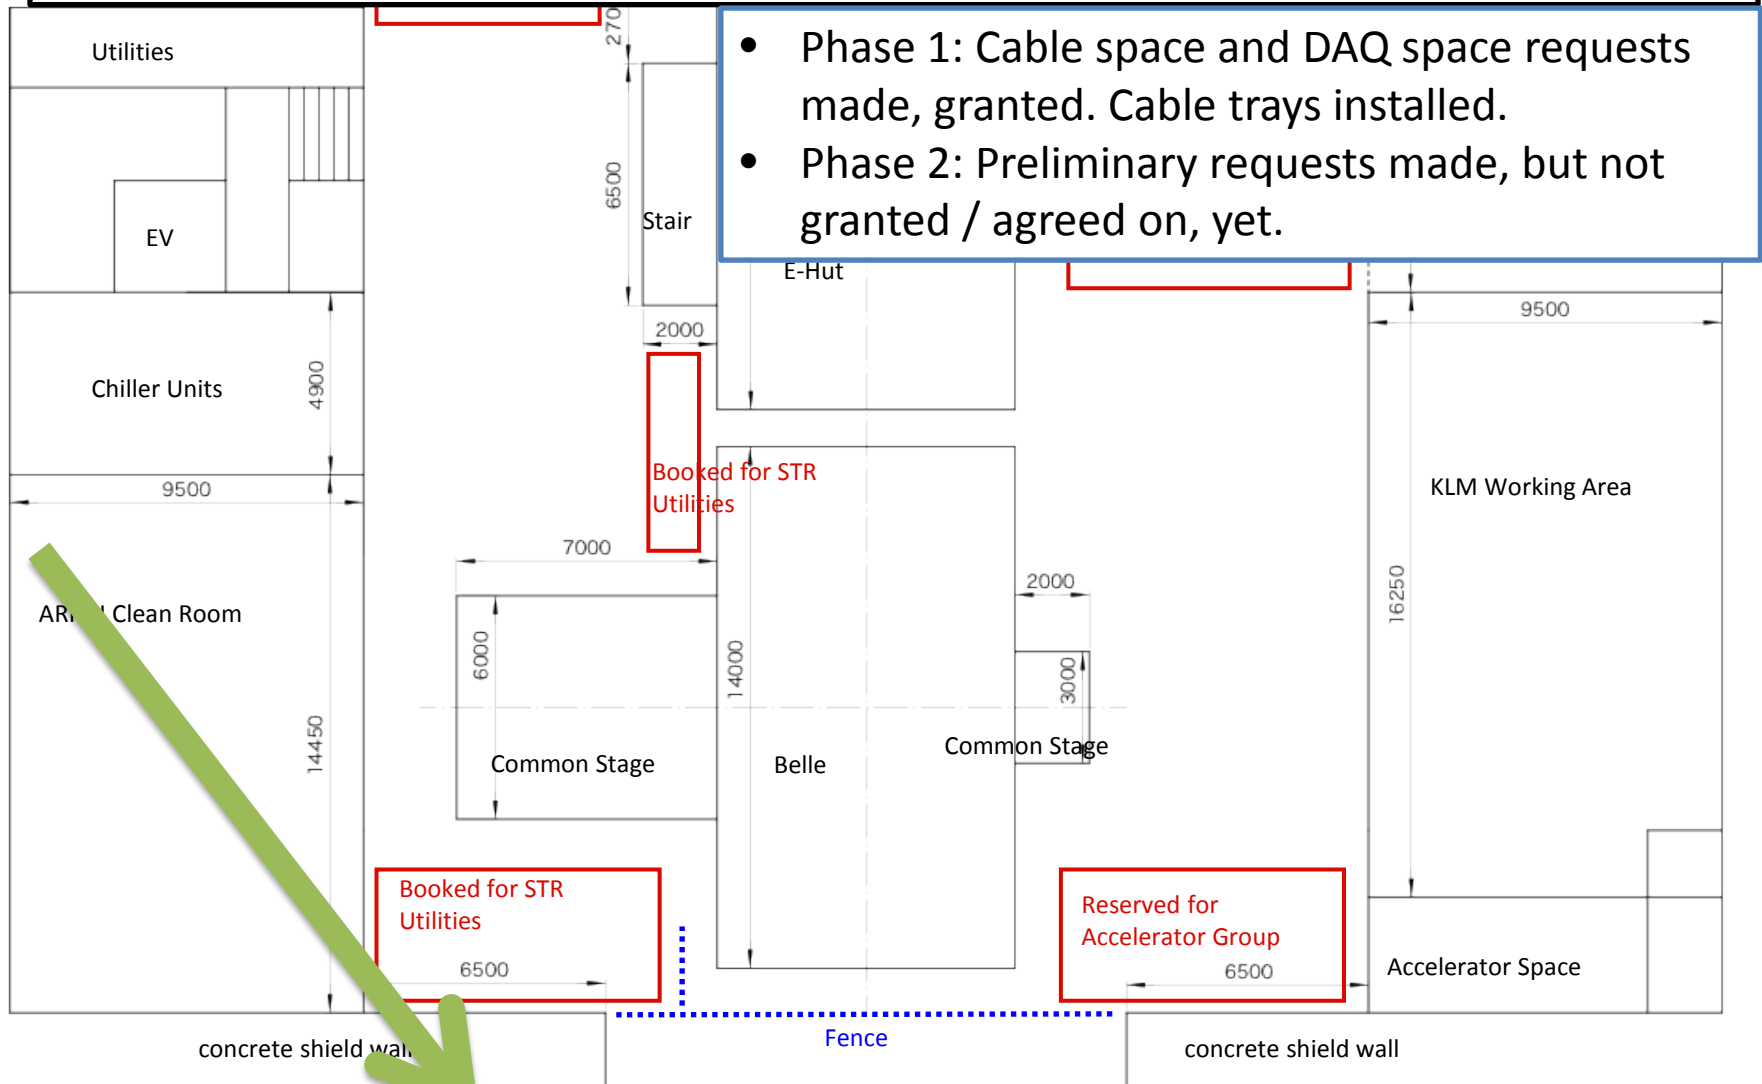 Utilities
270
• Phase 1: Cable space and DAQ space requests
made, granted. Cable trays installed.
• Phase 2: Preliminary requests made, but not
granted / agreed on, yet.
6500
Stair
EV
E-Hut
2000
9500
Chiller Units
4900
Booked for STR
Utilities
9500
KLM Working Area
7000
2000
16250
Clean Room
6000
14000
3000
14450
Common Stage
Belle
Common Stage
Booked for STR
Utilities
6500
Reserved for
Accelerator Group
6500
Accelerator Space
Fence
concrete shield wall
concrete shield wall